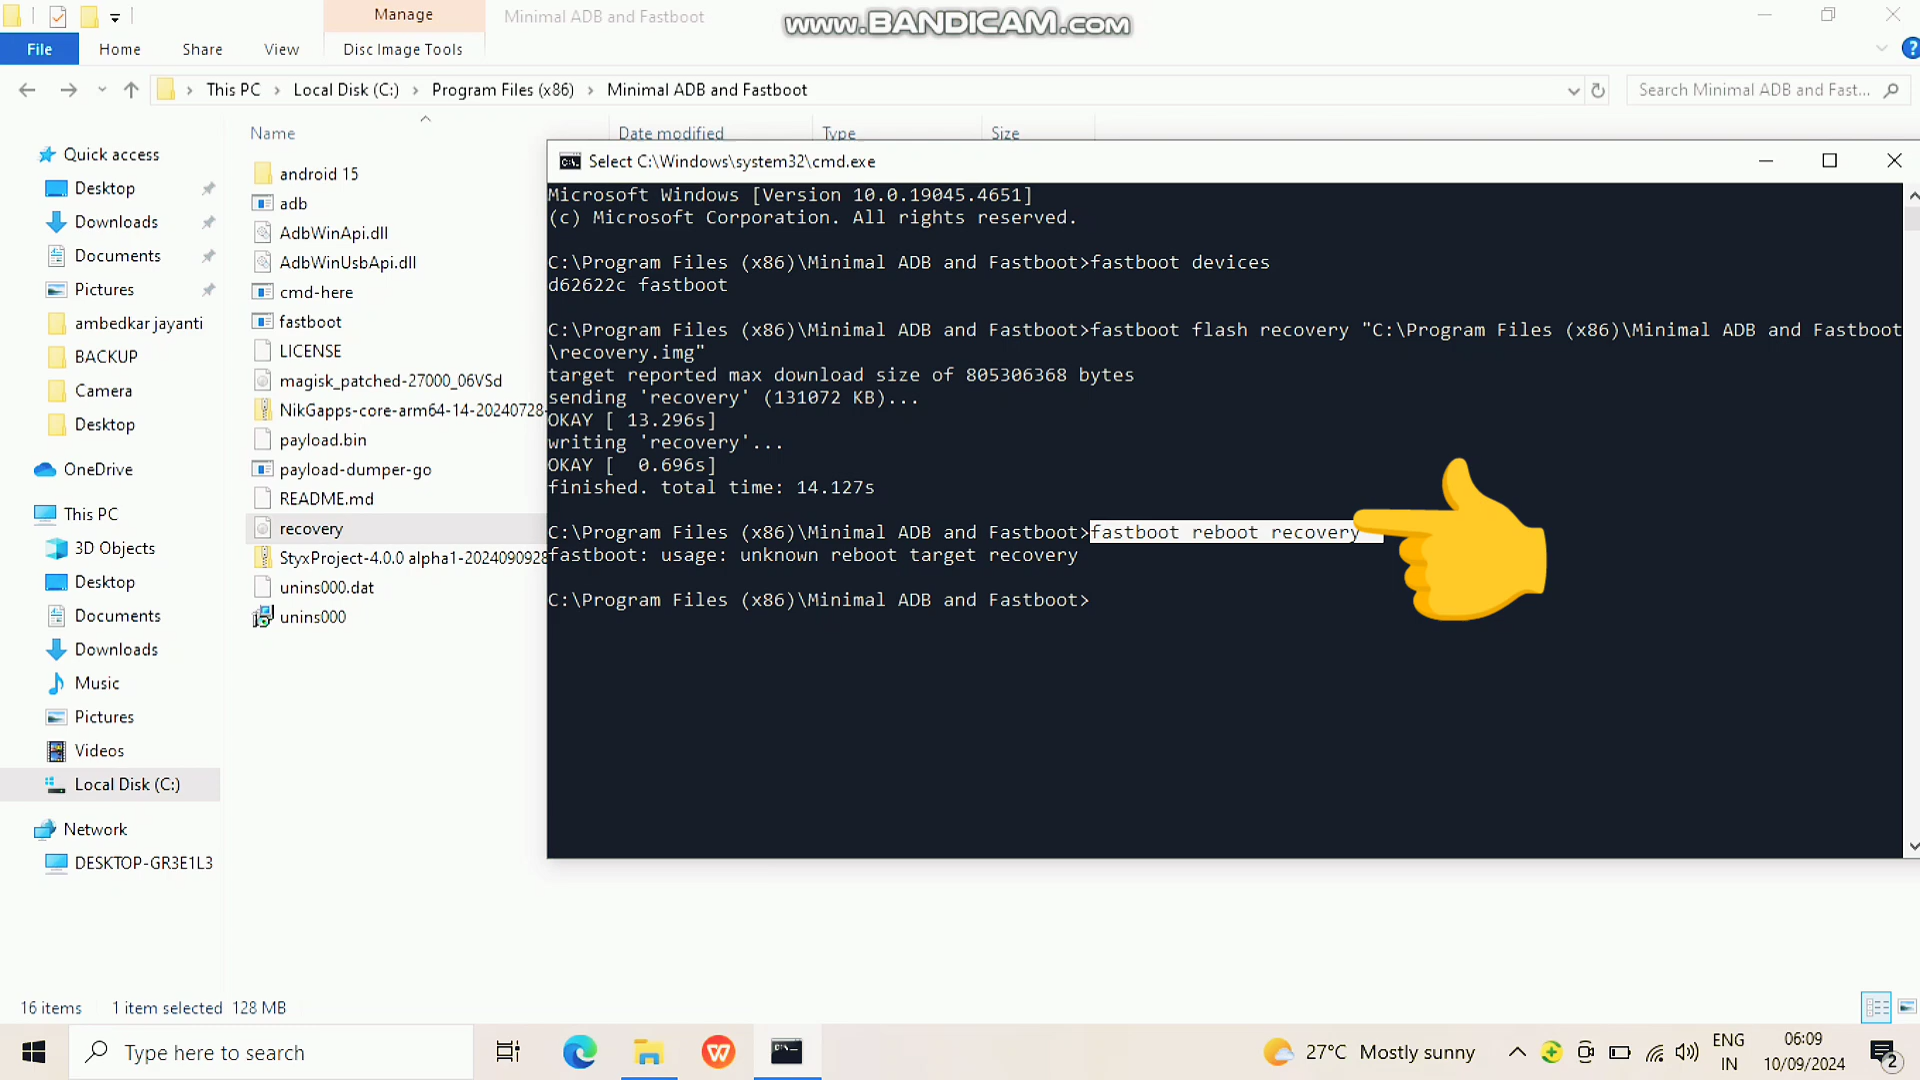 Manage
Minimal ADB and Fastboot
www.BANDICAM.com
File
Home
Share
View
Disc Image Tools
This PC
Local Disk (C:)
Program Files (x86)
Minimal ADB and Fastboot
Search Minimal ADB and Fast...
Name
Date modified
Type
Size
Quick access
Desktop
Downloads
Documents
Pictures
ambedkar jayanti
BACKUP
Camera
Desktop
OneDrive
This PC
3D Objects
Desktop
Documents
Downloads
Music
Pictures
Videos
Local Disk (C:)
Network
DESKTOP-GR3E1L3
android 15
adb
AdbWinApi.dll
AdbWinUsbApi.dll
cmd-here
fastboot
LICENSE
magisk_patched-27000_06VSd
NikGapps-core-arm64-14-20240728-
payload.bin
payload-dumper-go
README.md
recovery
StyxProject-4.0.0 alpha1-2024090928
unins000.dat
unins000
Select C:\Windows\system32\cmd.exe
Microsoft Windows [Version 10.0.19045.4651]
(c) Microsoft Corporation. All rights reserved.
C:\Program Files (x86)\Minimal ADB and Fastboot>fastboot devices
d62622c fastboot
C:\Program Files (x86)\Minimal ADB and Fastboot>fastboot flash recovery "C:\Program Files (x86)\Minimal ADB and Fastboot
\recovery.img"
target reported max download size of 805306368 bytes
sending 'recovery' (131072 KB)...
OKAY [ 13.296s]
writing 'recovery'...
OKAY [  0.696s]
finished. total time: 14.127s
C:\Program Files (x86)\Minimal ADB and Fastboot>fastboot reboot recovery
fastboot: usage: unknown reboot target recovery
C:\Program Files (x86)\Minimal ADB and Fastboot>
16 items
1 item selected
128 MB
Type here to search
27°C Mostly sunny
ENG
IN
06:09
10/09/2024
2